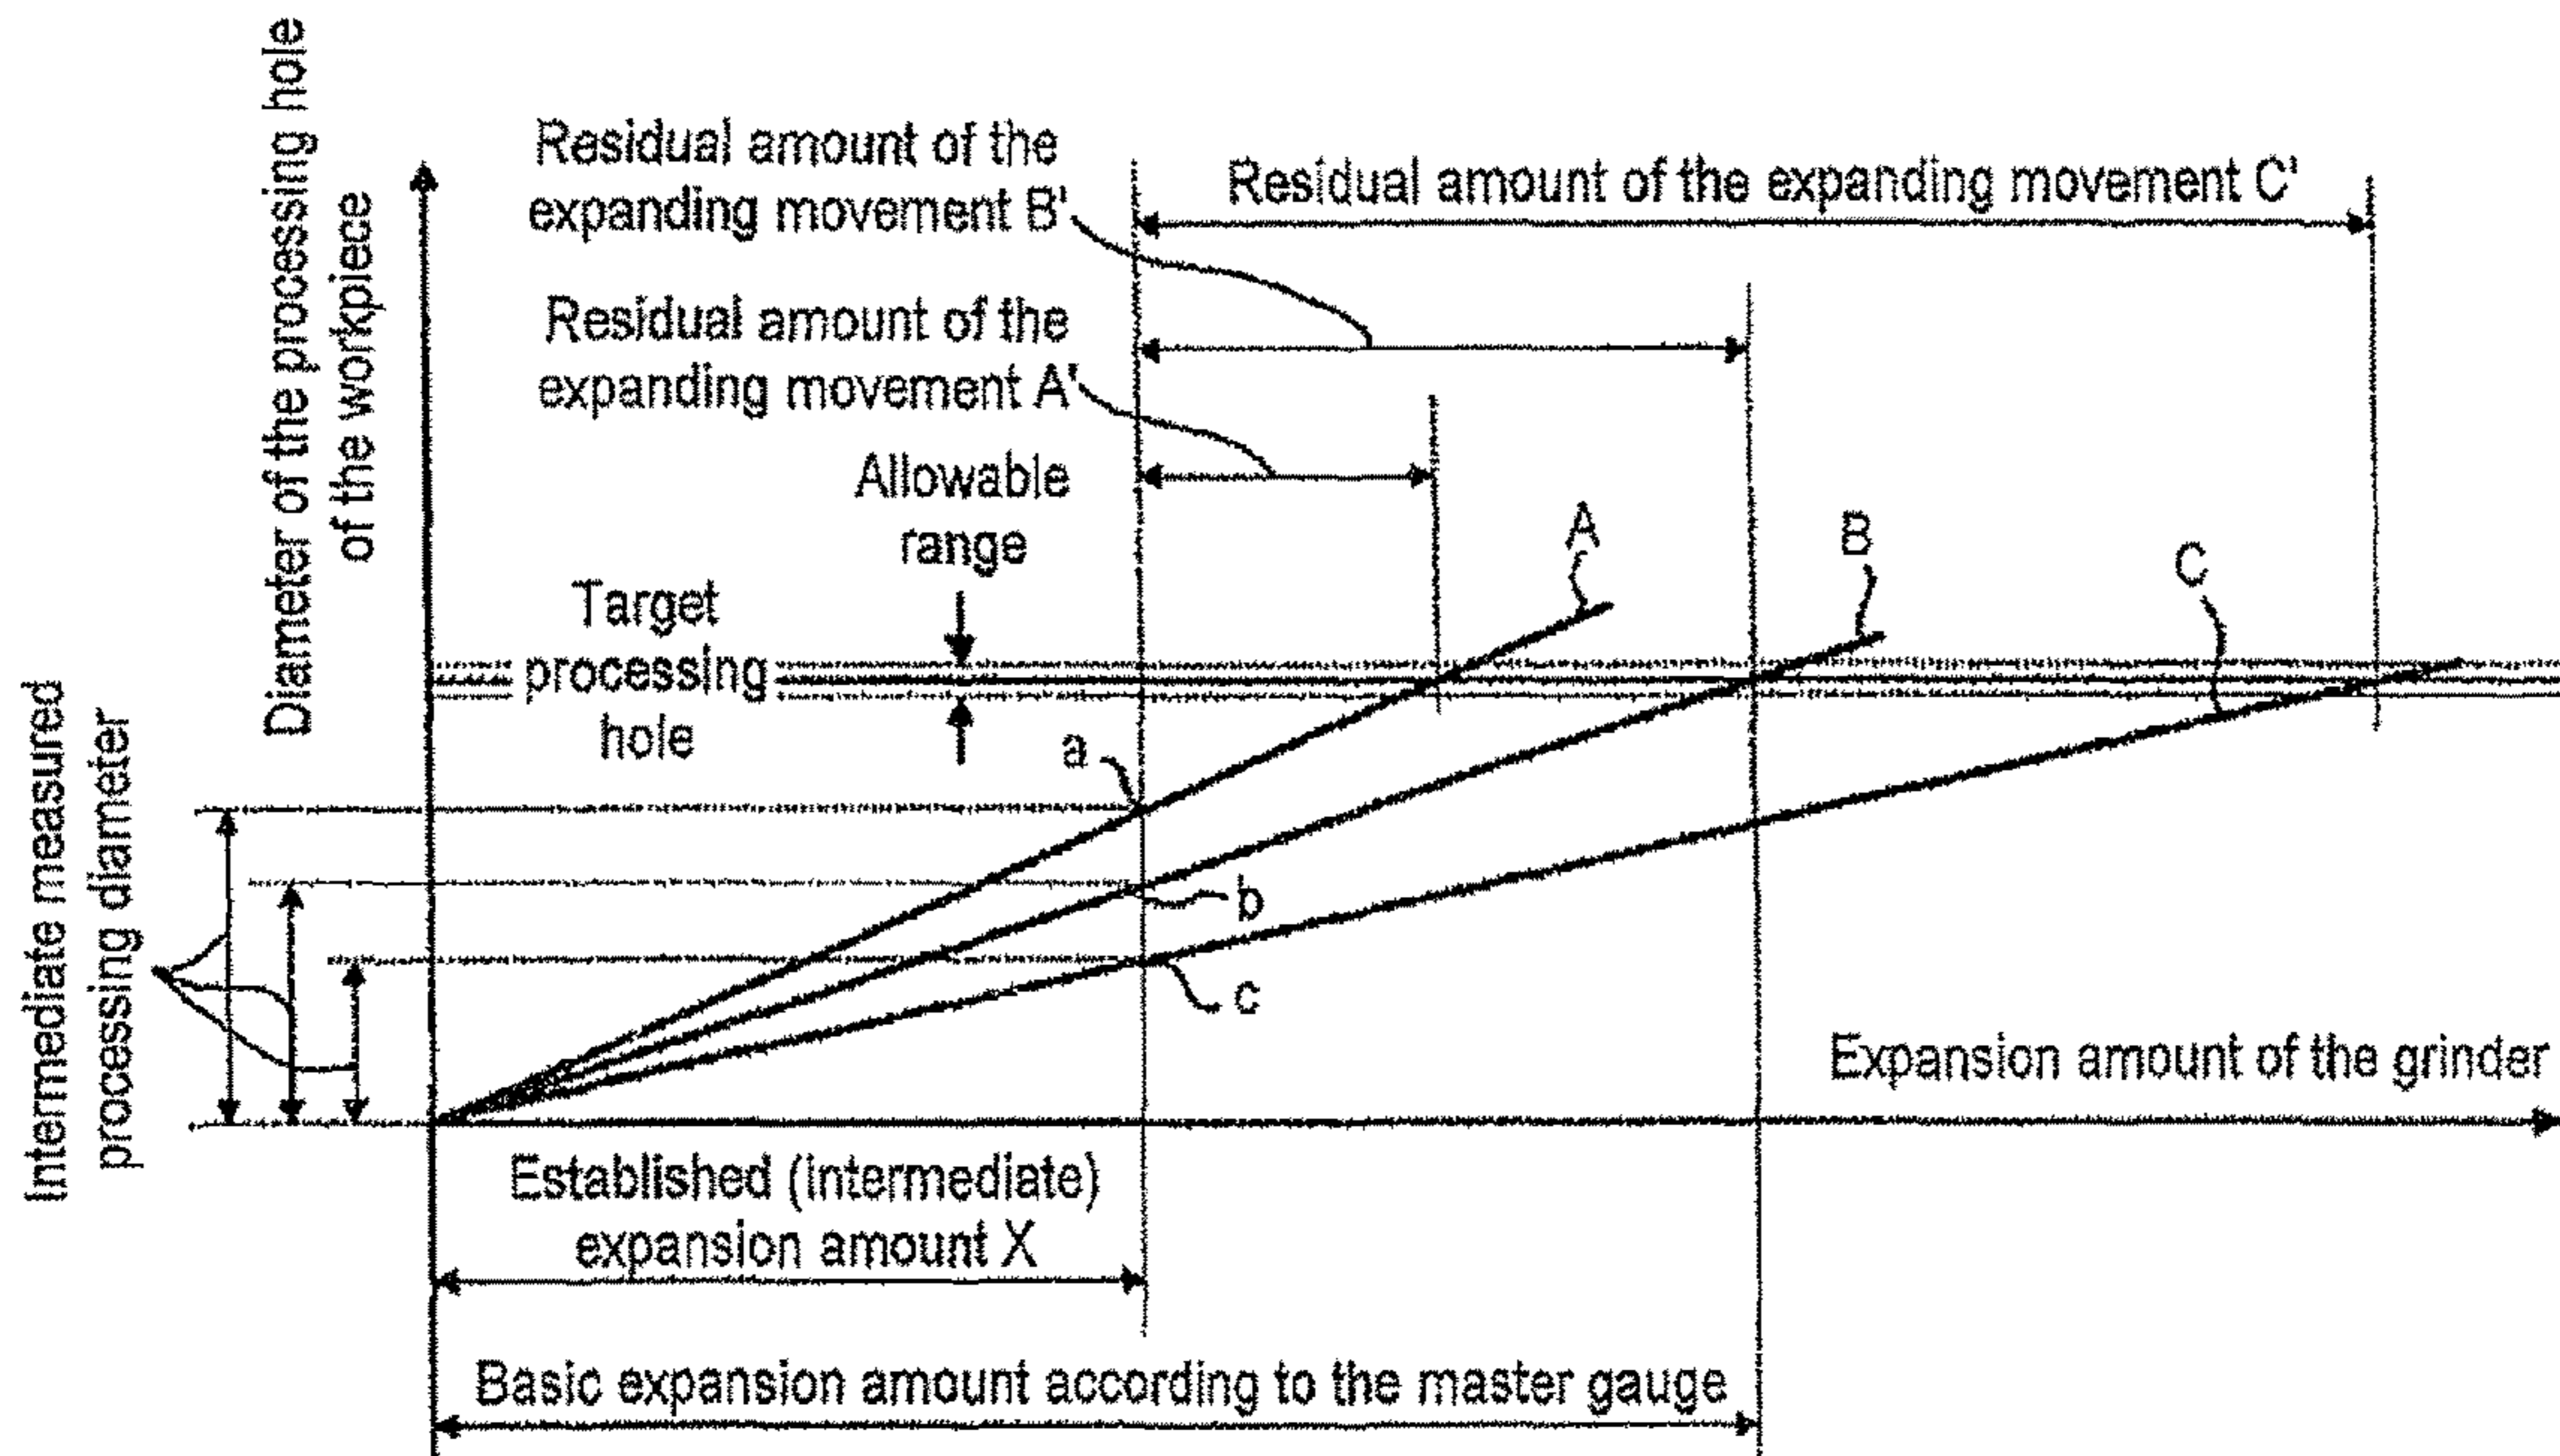 Diameter of the processing hole
of the workpiece
Intermediate measured
processing diameter
Residual amount of the
expanding movement B'
Residual amount of the expanding movement C'
Residual amount of the
expanding movement A'
Allowable
range
Target
processing
hole
A
B
C
a
b
c
Expansion amount of the grinder
Established (intermediate)
expansion amount X
Basic expansion amount according to the master gauge